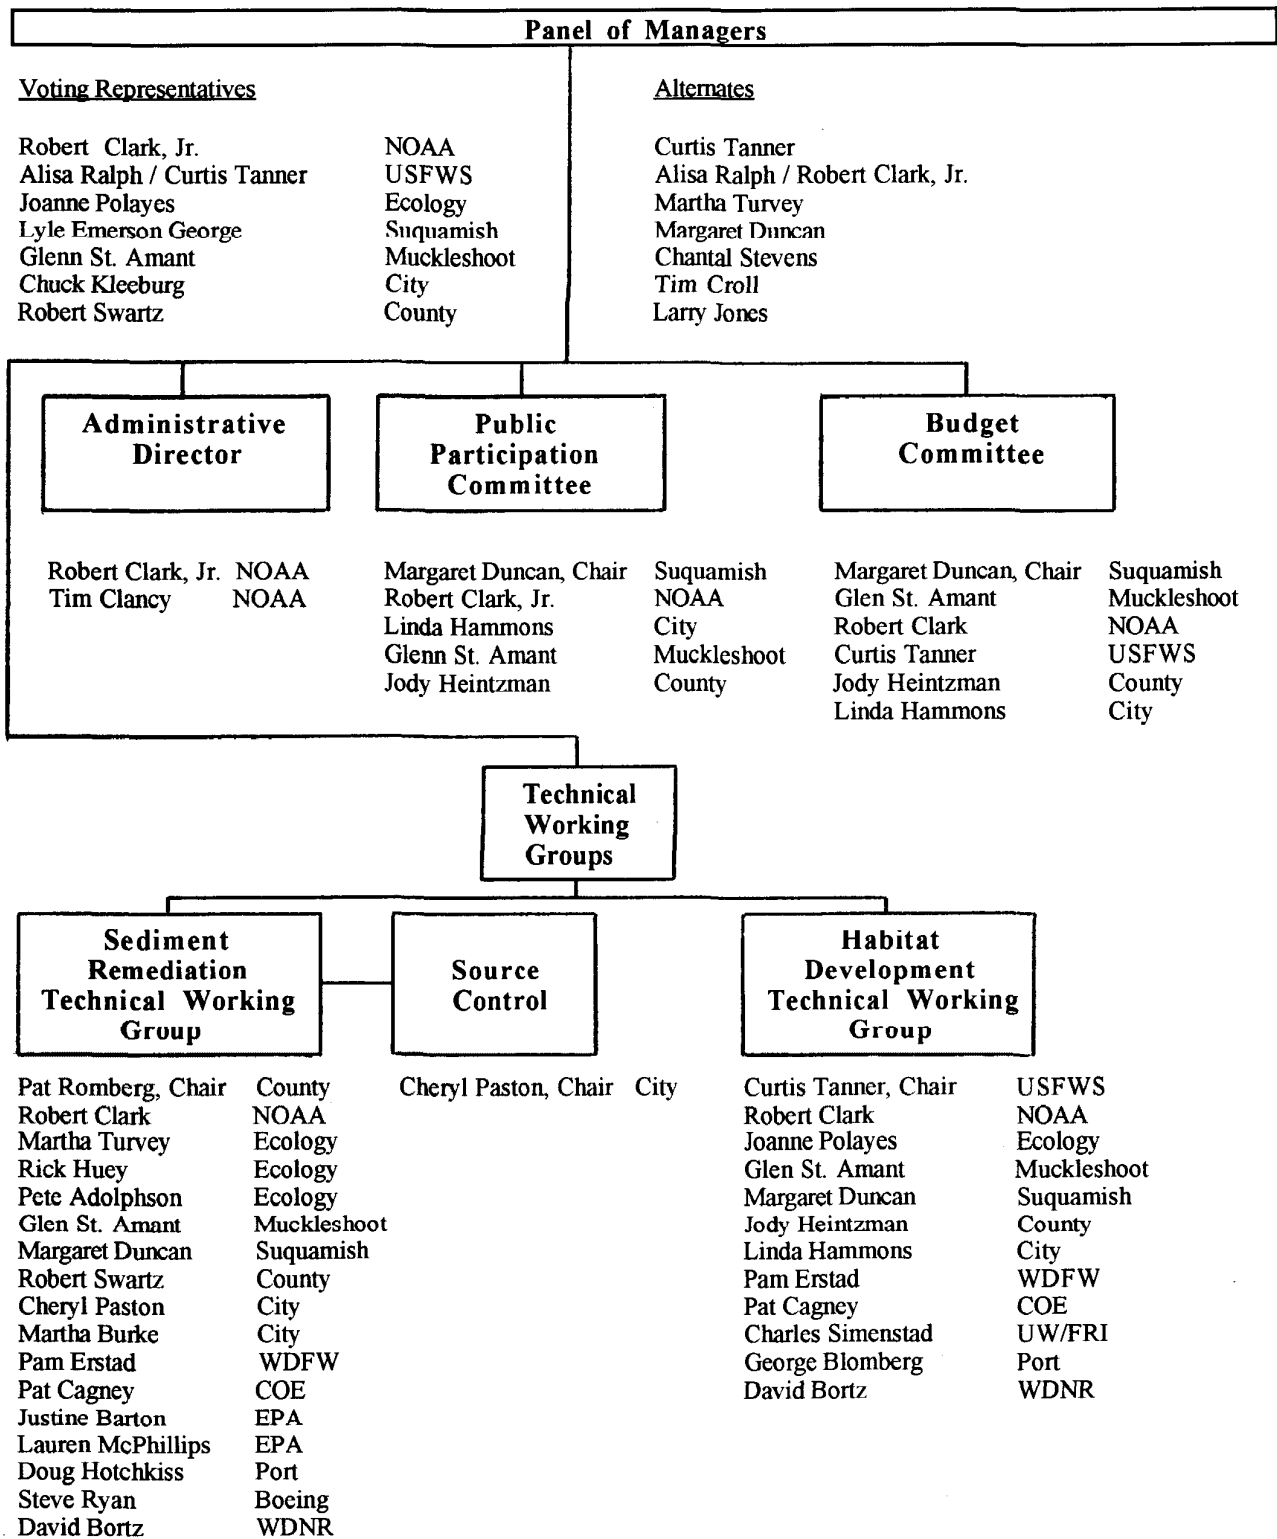 Panel of Managers
Voting Representatives Alternates
Robert Clark, Jr. NOAA Curtis Tanner
Alisa Ralph / Curtis Tanner USFWS Alisa Ralph / Robert Clark, Jr.
Joanne Polayes Ecology Martha Turvey
Lyle Emerson George Suquamish Margaret Duncan
Glenn St. Amant Muckleshoot Chantal Stevens
Chuck Kleeburg City Tim Croll
Robert Swartz County Larry Jones
Administrative
Director
Public
Participation
Committee
Budget
Committee
Robert Clark, Jr. NOAA
Tim Clancy NOAA
Margaret Duncan, Chair Suquamish
Robert Clark, Jr. NOAA
Linda Hammons City
Glenn St. Amant Muckleshoot
Jody Heintzman County
Margaret Duncan, Chair Suquamish
Glen St. Amant Muckleshoot
Robert Clark NOAA
Curtis Tanner USFWS
Jody Heintzman County
Linda Hammons City
Technical
Working
Groups
Sediment
Remediation
Technical Working
Group
Source
Control
Habitat
Development
Technical Working
Group
Pat Romberg, Chair County
Robert Clark NOAA
Martha Turvey Ecology
Rick Huey Ecology
Pete Adolphson Ecology
Glen St. Amant Muckleshoot
Margaret Duncan Suquamish
Robert Swartz County
Cheryl Paston City
Martha Burke City
Pam Erstad WDFW
Pat Cagney COE
Justine Barton EPA
Lauren McPhillips EPA
Doug Hotchkiss Port
Steve Ryan Boeing
David Bortz WDNR
Cheryl Paston, Chair City
Curtis Tanner, Chair USFWS
Robert Clark NOAA
Joanne Polayes Ecology
Glen St. Amant Muckleshoot
Margaret Duncan Suquamish
Jody Heintzman County
Linda Hammons City
Pam Erstad WDFW
Pat Cagney COE
Charles Simenstad UW/FRI
George Blomberg Port
David Bortz WDNR